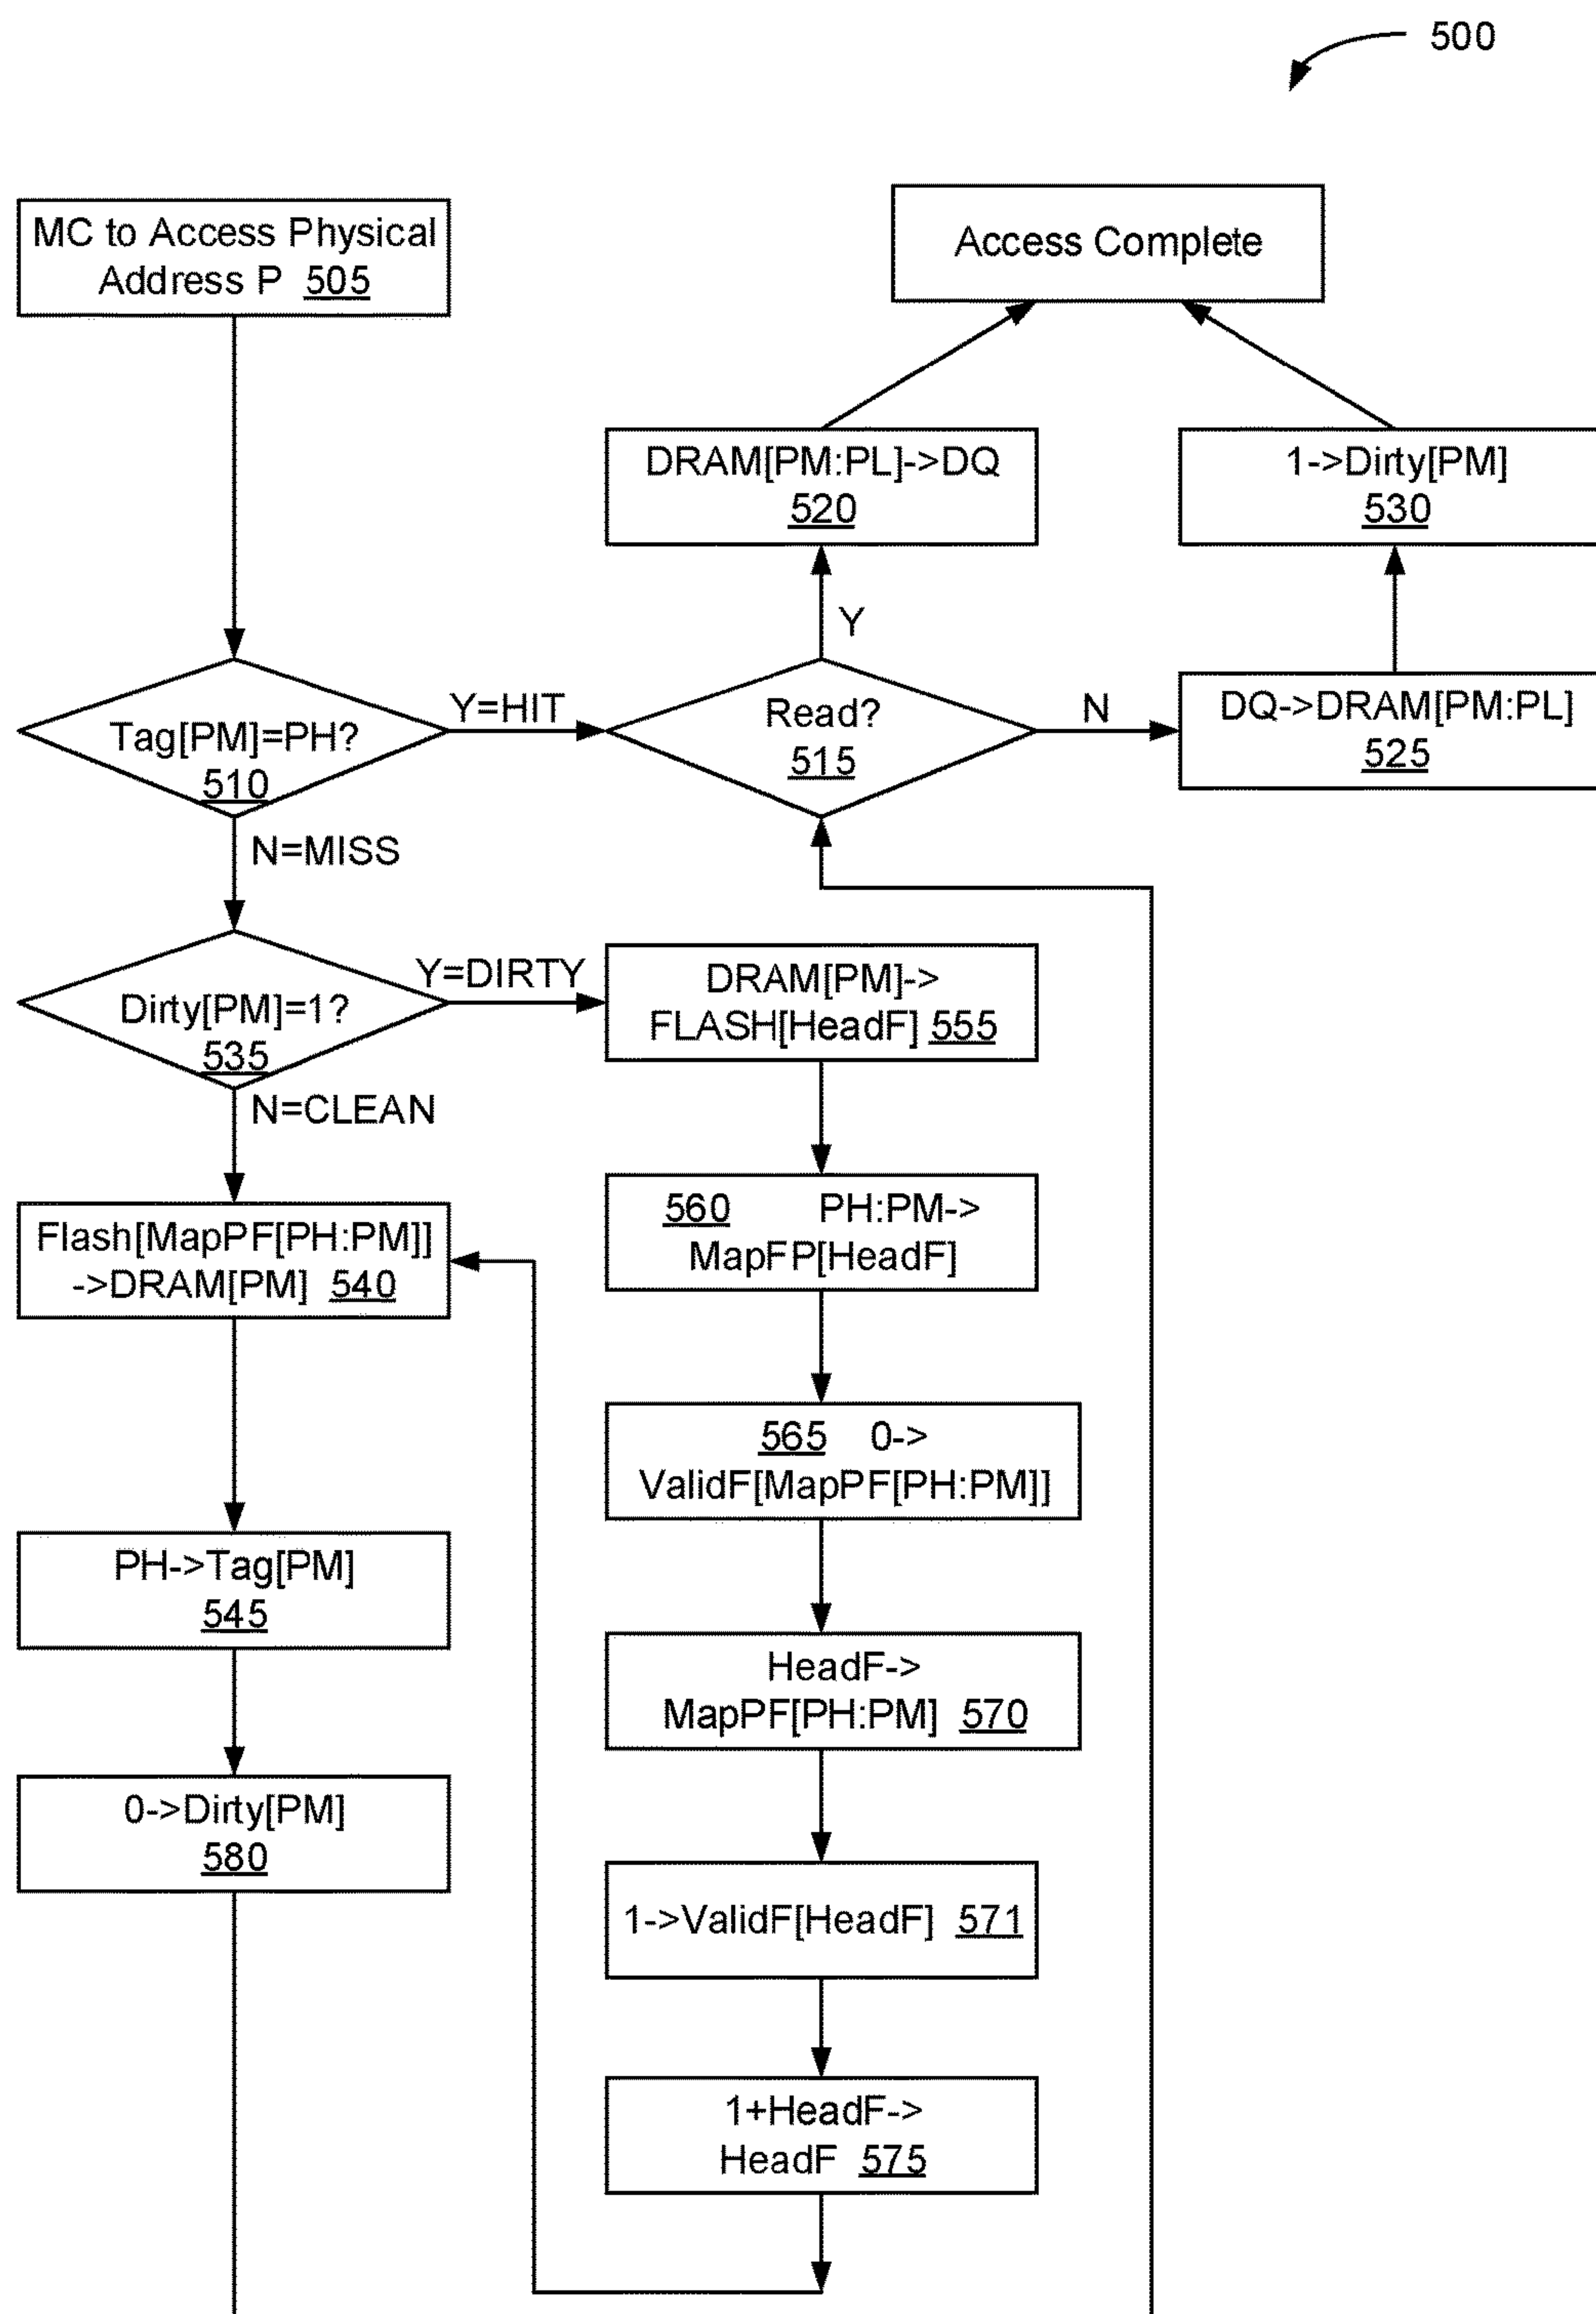 500
MC to Access Physical
Address P 505
Access Complete
DRAM[PM:PL]->DQ
520
1->Dirty[PM]
530
Y
Tag[PM]=PH?
510
Y=HIT
Read?
515
N
DQ->DRAM[PM:PL]
525
N=MISS
Dirty[PM]=1?
535
Y=DIRTY
DRAM[PM]->
FLASH[HeadF] 555
N=CLEAN
560 PH:PM->
MapFP[HeadF]
Flash[MapPF[PH:PM]]
->DRAM[PM] 540
565 0->
ValidF[MapPF[PH:PM]]
PH->Tag[PM]
545
HeadF->
MapPF[PH:PM] 570
0->Dirty[PM]
580
1->ValidF[HeadF] 571
1+HeadF->
HeadF 575